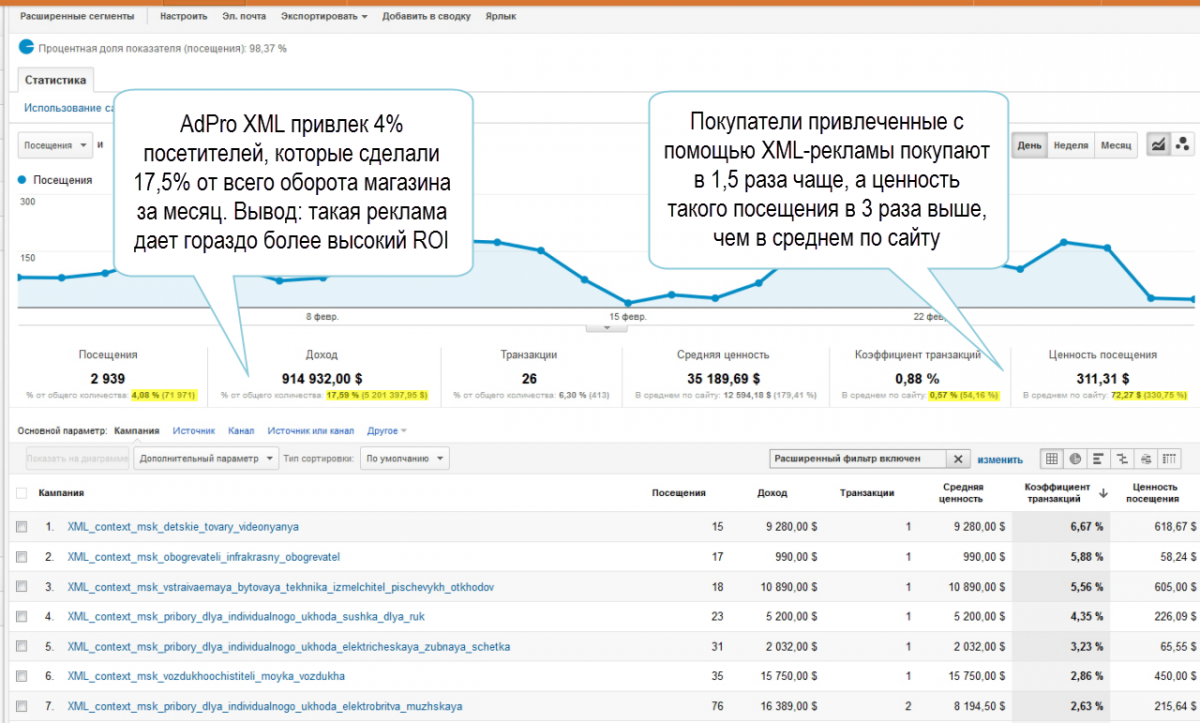 Расширенные сегменты Настроить Эл. почта Экспортировать Добавить в сводку Ярлык
Процентная доля показателя (посещения): 98,37 %
Статистика
Использование
Посещения и
День Неделя Месяц
Посещения
300
150
AdPro XML привлек 4%
посетителей, которые сделали
17,5% от всего оборота магазина
за месяц. Вывод: такая реклама
дает гораздо более высокий ROI
Покупатели привлеченные с
помощью XML-рекламы покупают
в 1,5 раза чаще, а ценность
такого посещения в 3 раза выше,
чем в среднем по сайту
8 февр. 15 февр. 22 февр.
Посещения Доход Транзакции Средняя ценность Коэффициент транзакций Ценность посещения
2 939 914 932,00 $ 26 35 189,69 $ 0,88 % 311,31 $
% от общего количества: 4,08 % (71 971) % от общего количества: 17,59 % (5 201 397,95 $) % от общего количества: 6,30 % (413) В среднем по сайту: 12 594,18 $ (179,41 %) В среднем по сайту: 0,57 % (54,16 %) В среднем по сайту: 72,27 $ (330,75 %)
Основной параметр: Кампания Источник Канал Источник или канал Другое
Показать на диаграмме Дополнительный параметр Тип сортировки: По умолчанию Расширенный фильтр включен изменить
Кампания Посещения Доход Транзакции Средняя ценность Коэффициент транзакций Ценность посещения
1. XML_context_msk_detskie_tovary_videonyanya 15 9 280,00 $ 1 9 280,00 $ 6,67 % 618,67 $
2. XML_context_msk_obogrevateli_infrakrasny_obogrevatel 17 990,00 $ 1 990,00 $ 5,88 % 58,24 $
3. XML_context_msk_vstraivaemaya_bytovaya_tekhnika_izmelchitel_pischevykh_otkhodov 18 10 890,00 $ 1 10 890,00 $ 5,56 % 605,00 $
4. XML_context_msk_pribory_dlya_individualnogo_ukhoda_sushka_dlya_ruk 23 5 200,00 $ 1 5 200,00 $ 4,35 % 226,09 $
5. XML_context_msk_pribory_dlya_individualnogo_ukhoda_elektricheskaya_zubnaya_schetka 31 2 032,00 $ 1 2 032,00 $ 3,23 % 65,55 $
6. XML_context_msk_vozdukhoochistiteli_moyka_vozdukha 35 15 750,00 $ 1 15 750,00 $ 2,86 % 450,00 $
7. XML_context_msk_pribory_dlya_individualnogo_ukhoda_elektrobritva_muzhskaya 76 16 389,00 $ 2 8 194,50 $ 2,63 % 215,64 $